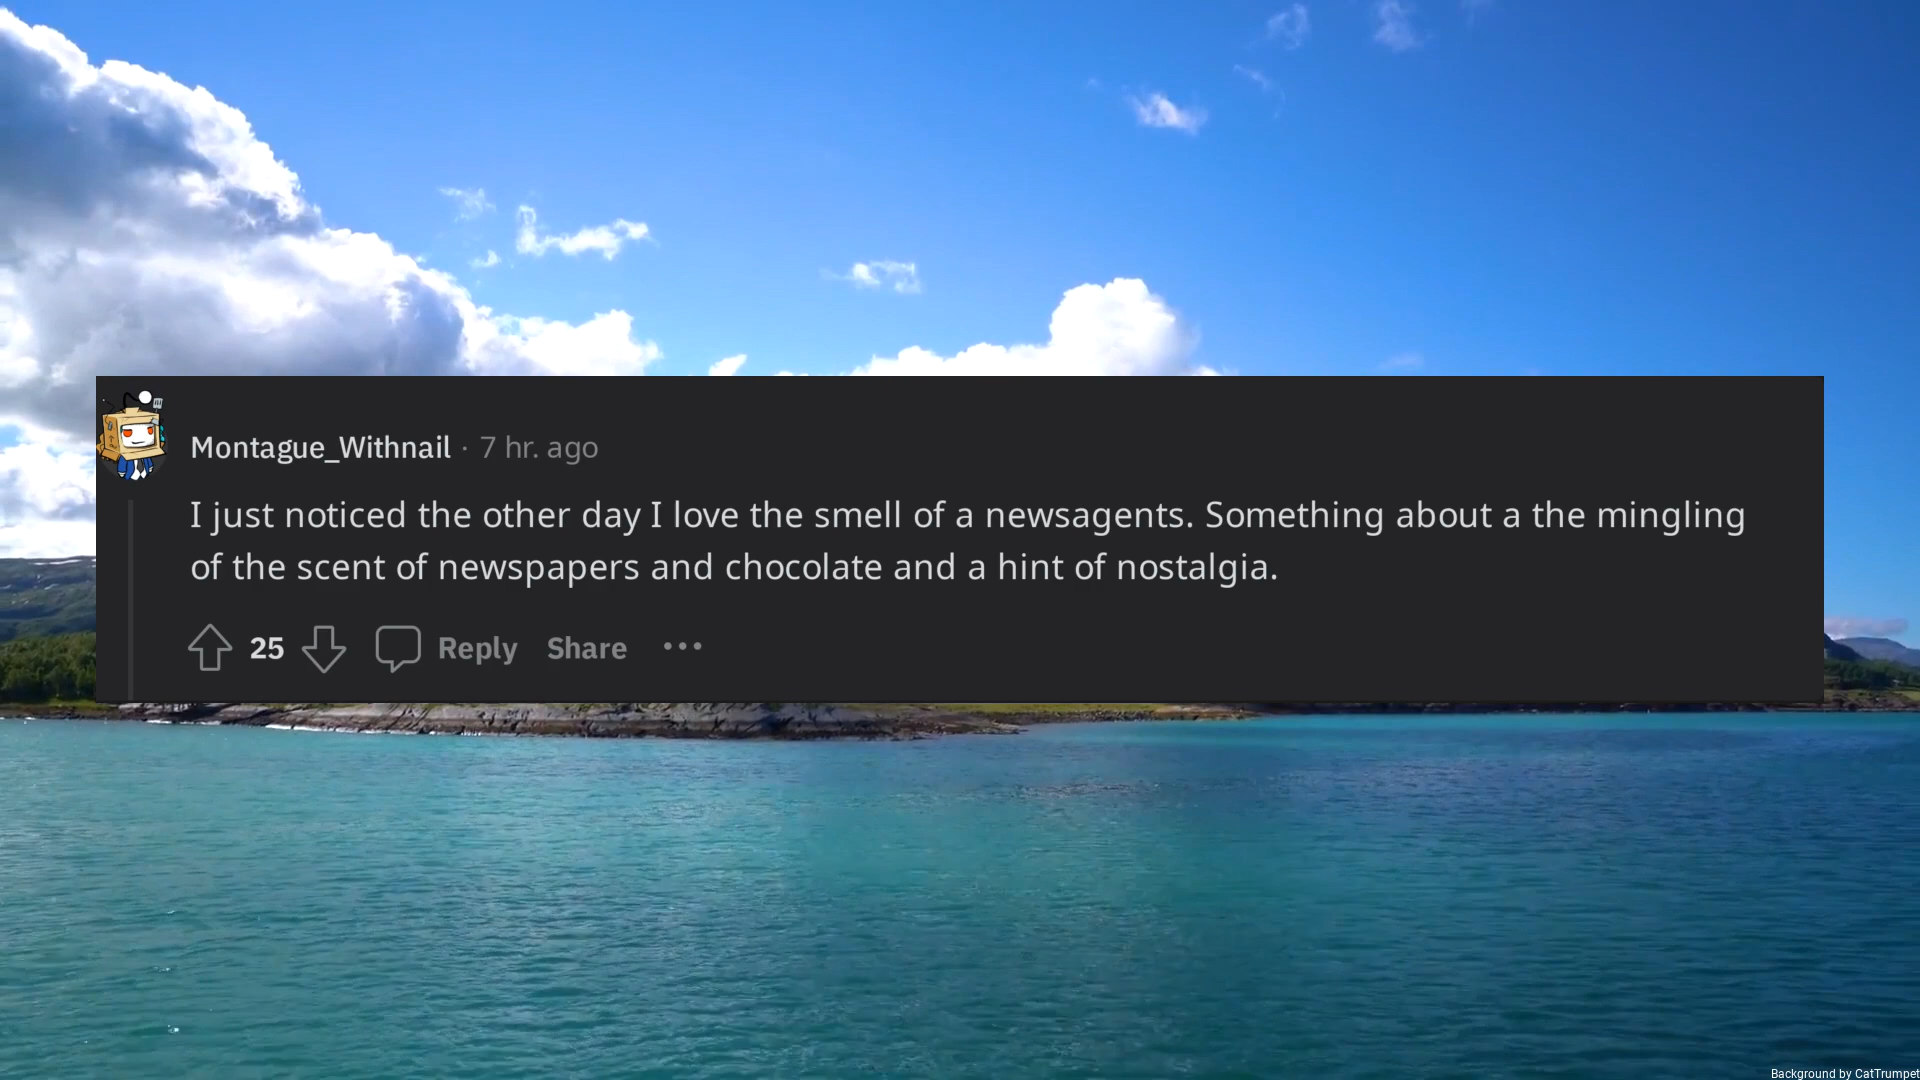 Montague_Withnail · 7 hr. ago
I just noticed the other day I love the smell of a newsagents. Something about a the mingling
of the scent of newspapers and chocolate and a hint of nostalgia.
25 Reply Share •••
Background by CatTrumpet